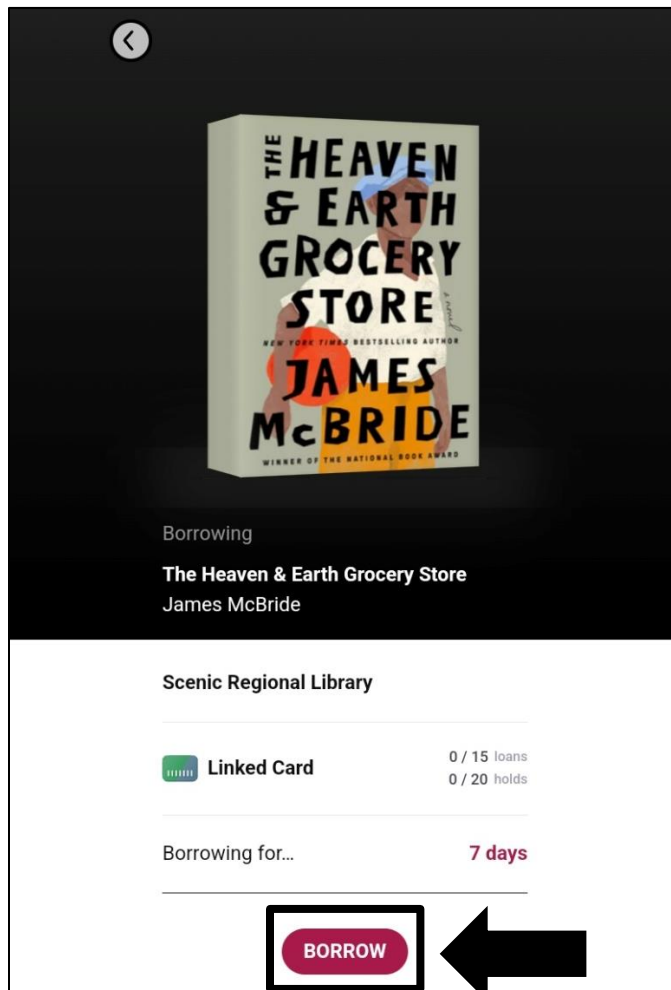 THE
HEAVEN
& EARTH
GROCERY
STORE
a novel
NEW YORK TIMES BESTSELLING AUTHOR
JAMES
McBRIDE
WINNER OF THE NATIONAL BOOK AWARD
Borrowing
The Heaven & Earth Grocery Store
James McBride
Scenic Regional Library
Linked Card
0 / 15 loans
0 / 20 holds
Borrowing for... 7 days
BORROW